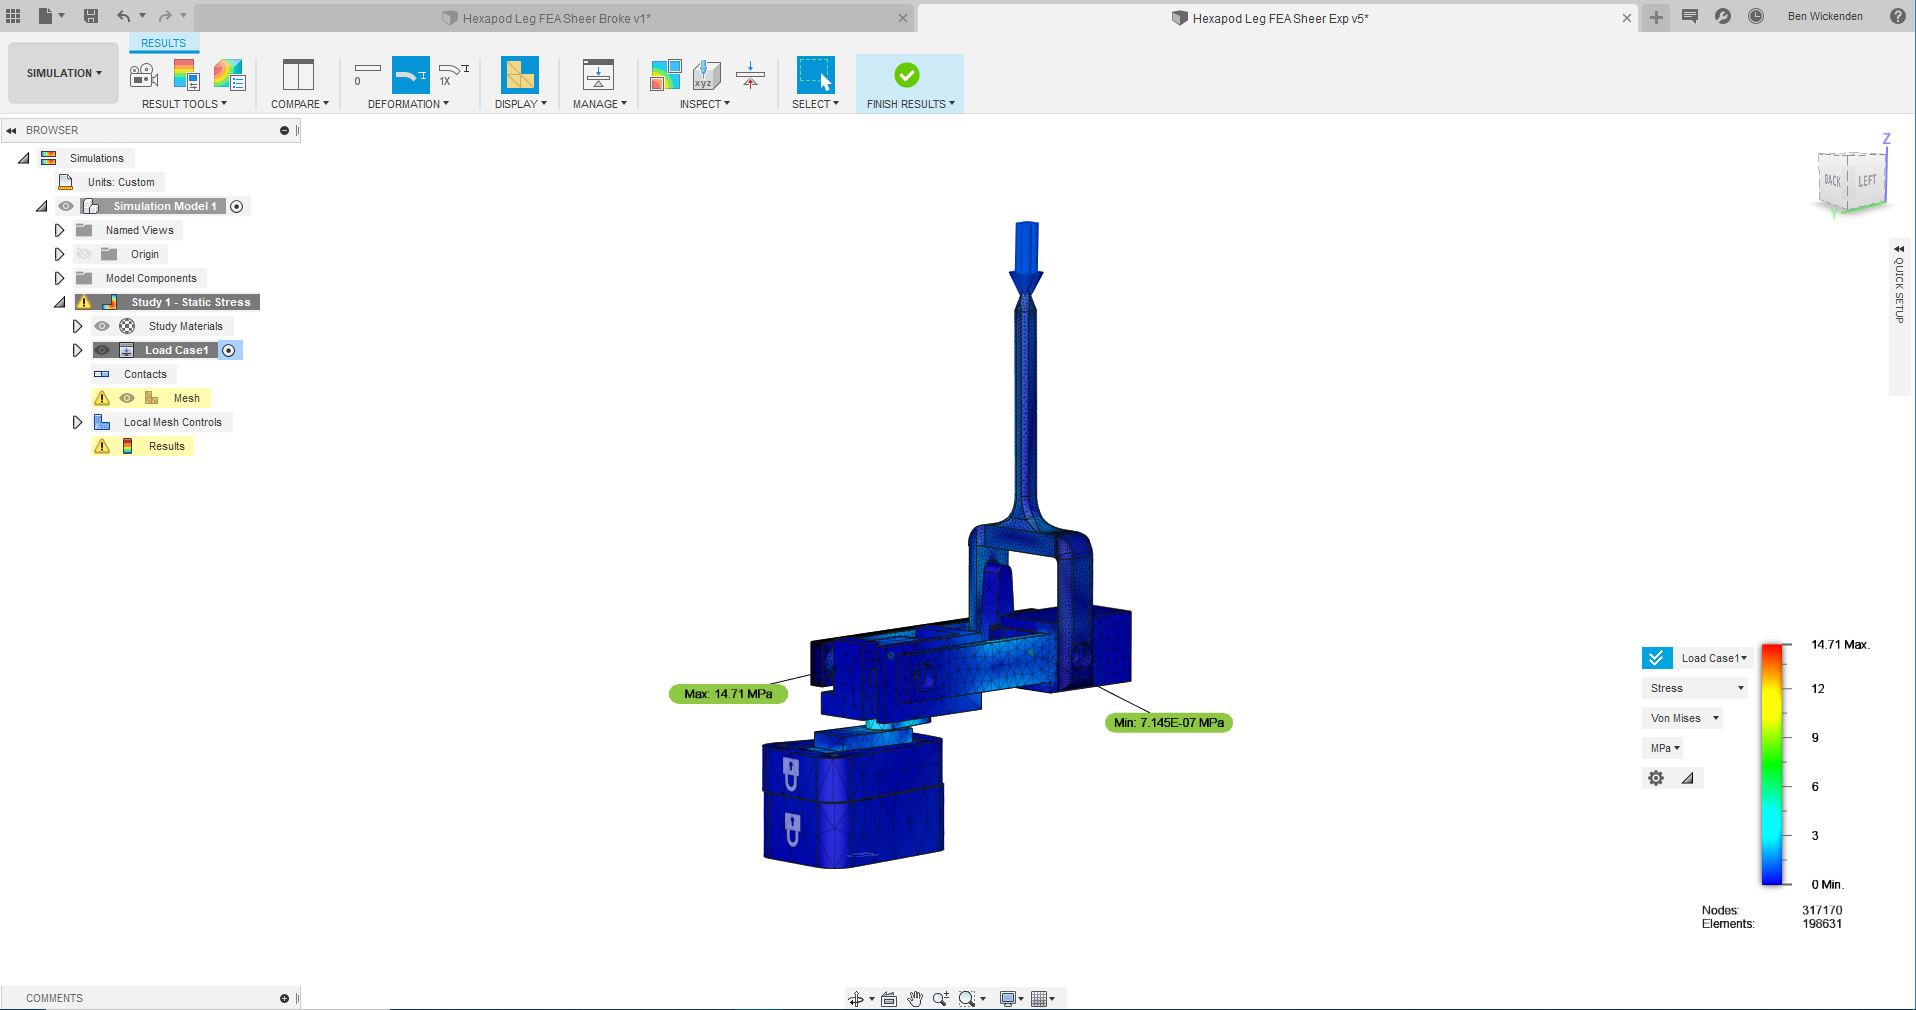 Hexapod Leg FEA Sheer Broke v1*
Hexapod Leg FEA Sheer Exp v5*
Ben Wickenden
RESULTS
SIMULATION
0
1X
xyz
RESULT TOOLS
COMPARE
DEFORMATION
DISPLAY
MANAGE
INSPECT
SELECT
FINISH RESULTS
BROWSER
Simulations
Units: Custom
Simulation Model 1
Named Views
Origin
Model Components
Study 1 - Static Stress
Study Materials
Load Case1
Contacts
Mesh
Local Mesh Controls
Results
Z
BACK
LEFT
Y
QUICK SETUP
Max: 14.71 MPa
Min: 7.145E-07 MPa
Load Case1
Stress
Von Mises
MPa
14.71 Max.
12
9
6
3
0 Min.
Nodes: 317170
Elements: 198631
COMMENTS